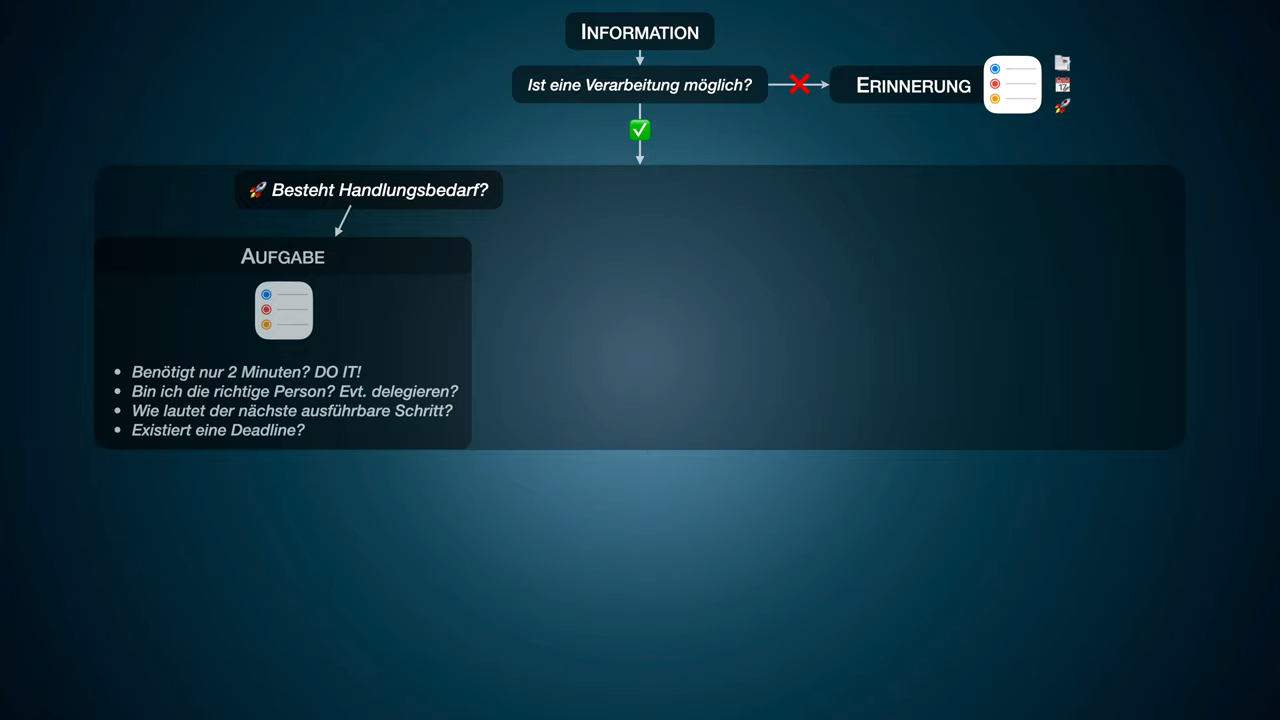 INFORMATION
Ist eine Verarbeitung möglich?
ERINNERUNG
Besteht Handlungsbedarf?
AUFGABE
• Benötigt nur 2 Minuten? DO IT!
• Bin ich die richtige Person? Evt. delegieren?
• Wie lautet der nächste ausführbare Schritt?
• Existiert eine Deadline?